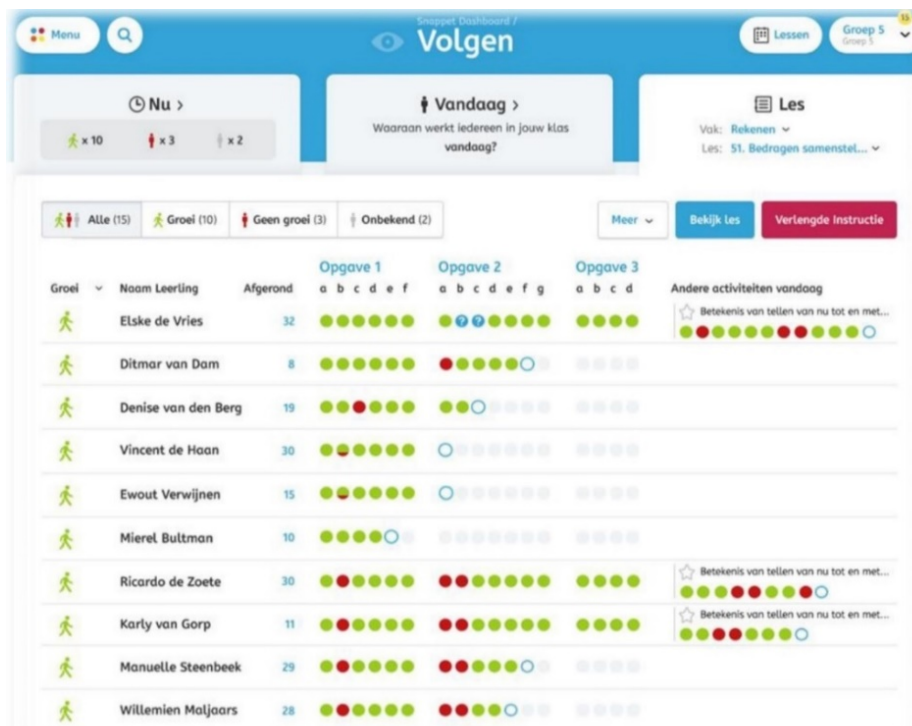 Snappet Dashboard /
Menu
Volgen
Lessen
Groep 5
Groep 5
15
Nu >
x 10 x 3 x 2
Vandaag >
Waaraan werkt iedereen in jouw klas
vandaag?
Les
Vak: Rekenen
Les: 51. Bedragen samenstel...
Alle (15) Groei (10) Geen groei (3) Onbekend (2) Meer Bekijk les Verlengde Instructie
Opgave 1 Opgave 2 Opgave 3
Groei Naam Leerling Afgerond a b c d e f a b c d e f g a b c d Andere activiteiten vandaag
Betekenis van tellen van nu tot en met...
Elske de Vries 32 ? ?
Ditmar van Dam 8
Denise van den Berg 19
Vincent de Haan 30
Ewout Verwijnen 15
Mierel Bultman 10
Betekenis van tellen van nu tot en met...
Ricardo de Zoete 30
Betekenis van tellen van nu tot en met...
Karly van Gorp 11
Manuelle Steenbeek 29
Willemien Maljaars 28